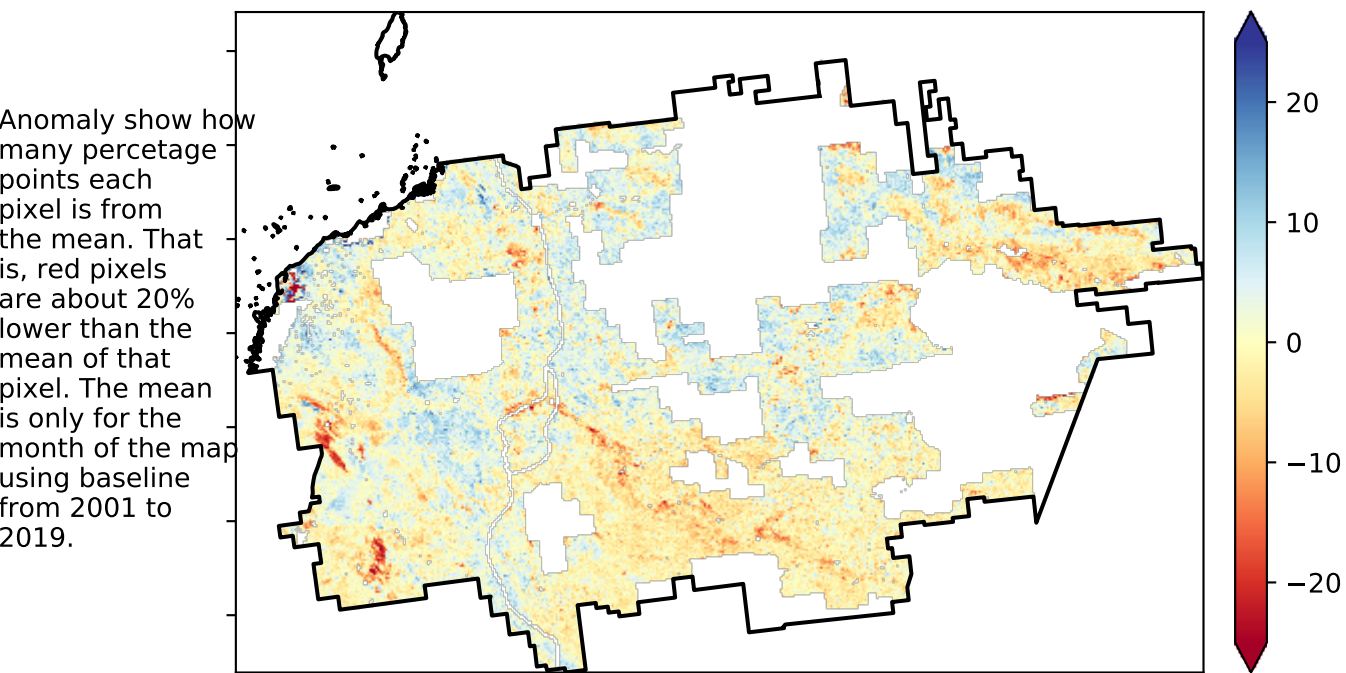 Anomaly show how
many percetage
points each
pixel is from
the mean. That
is, red pixels
are about 20%
lower than the
mean of that
pixel. The mean
is only for the
month of the map
using baseline
from 2001 to
2019.
20
10
0
−10
−20